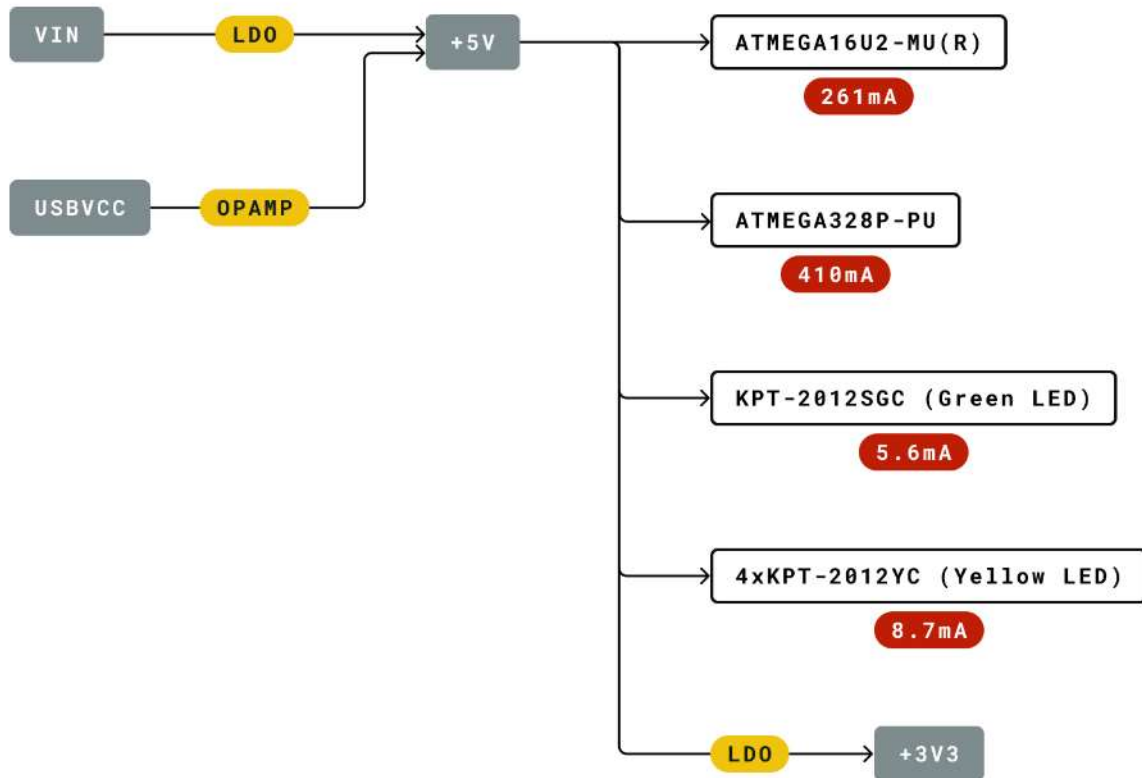 VIN
LDO
+5V
ATMEGA16U2-MU(R)
261mA
USBVCC
OPAMP
ATMEGA328P-PU
410mA
KPT-2012SGC (Green LED)
5.6mA
4xKPT-2012YC (Yellow LED)
8.7mA
LDO
+3V3